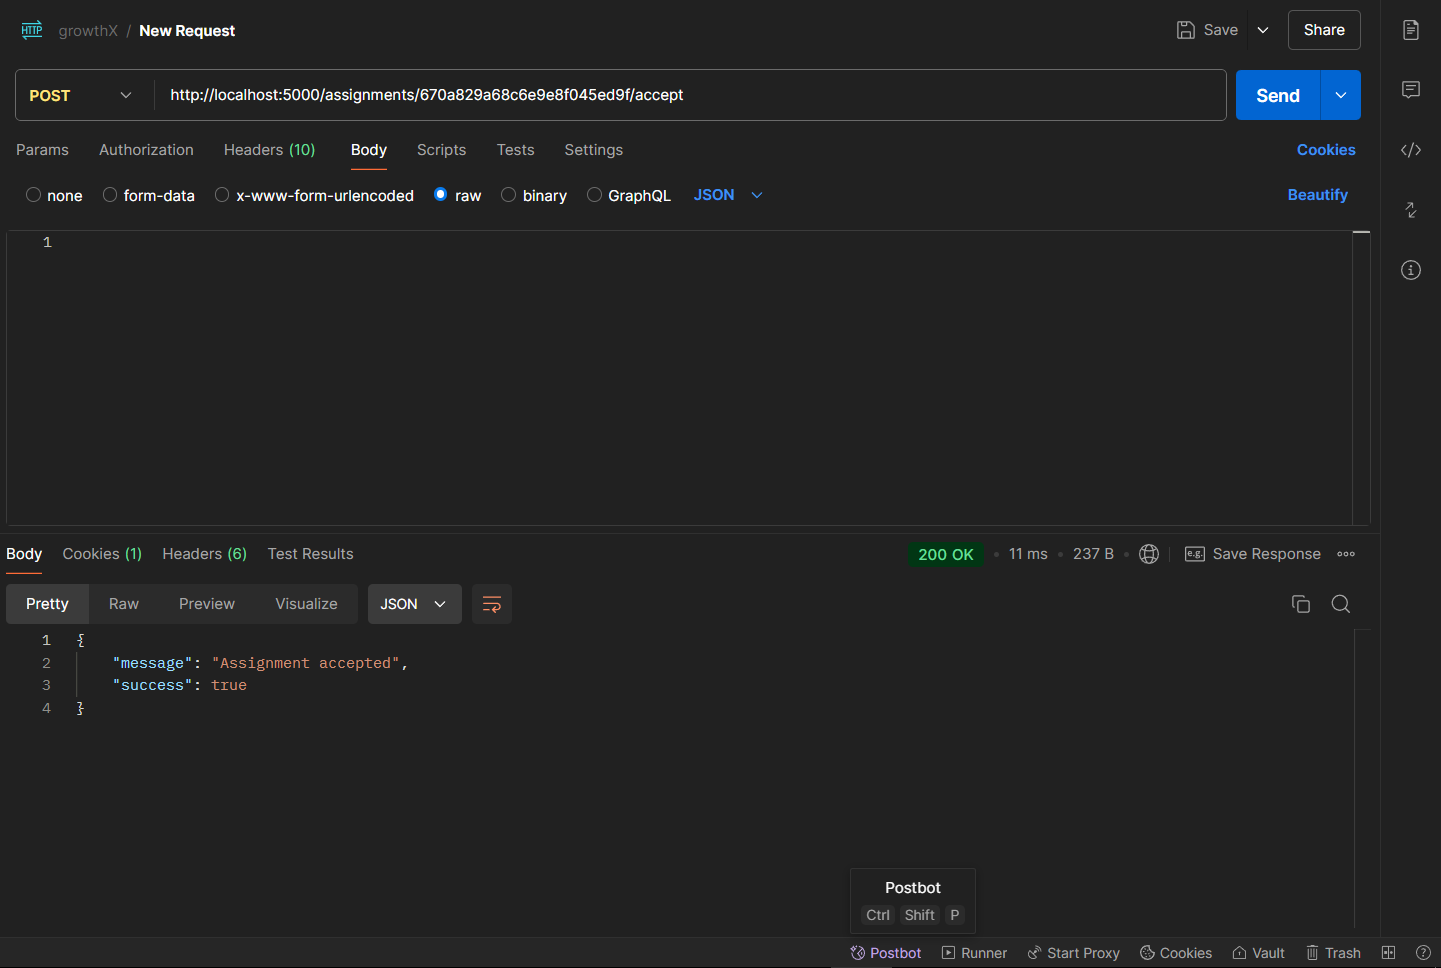 HTTP growthX / New Request Save Share
POST http://localhost:5000/assignments/670a829a68c6e9e8f045ed9f/accept Send
Params Authorization Headers (10) Body Scripts Tests Settings Cookies
none form-data x-www-form-urlencoded raw binary GraphQL JSON Beautify
1
Body Cookies (1) Headers (6) Test Results 200 OK • 11 ms • 237 B • e.g. Save Response
Pretty Raw Preview Visualize JSON
1 {
2 "message": "Assignment accepted",
3 "success": true
4 }
Postbot
Ctrl Shift P
Postbot Runner Start Proxy Cookies Vault Trash